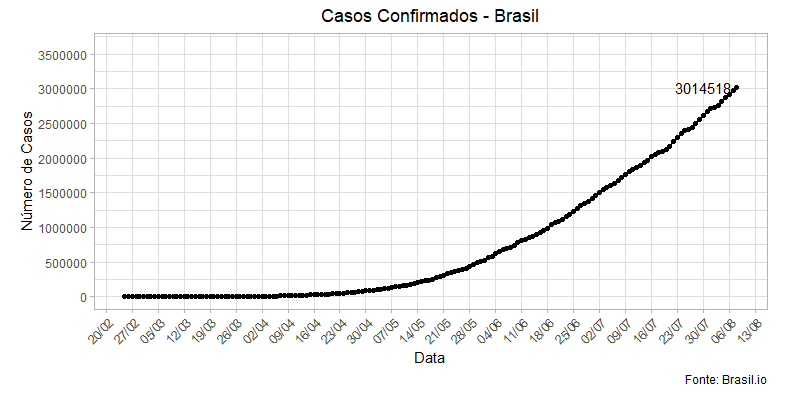 Casos Confirmados - Brasil
Número de Casos
3500000
3000000
2500000
2000000
1500000
1000000
500000
0
3014518
20/02 27/02 05/03 12/03 19/03 26/03 02/04 09/04 16/04 23/04 30/04 07/05 14/05 21/05 28/05 04/06 11/06 18/06 25/06 02/07 09/07 16/07 23/07 30/07 06/08 13/08
Data
Fonte: Brasil.io